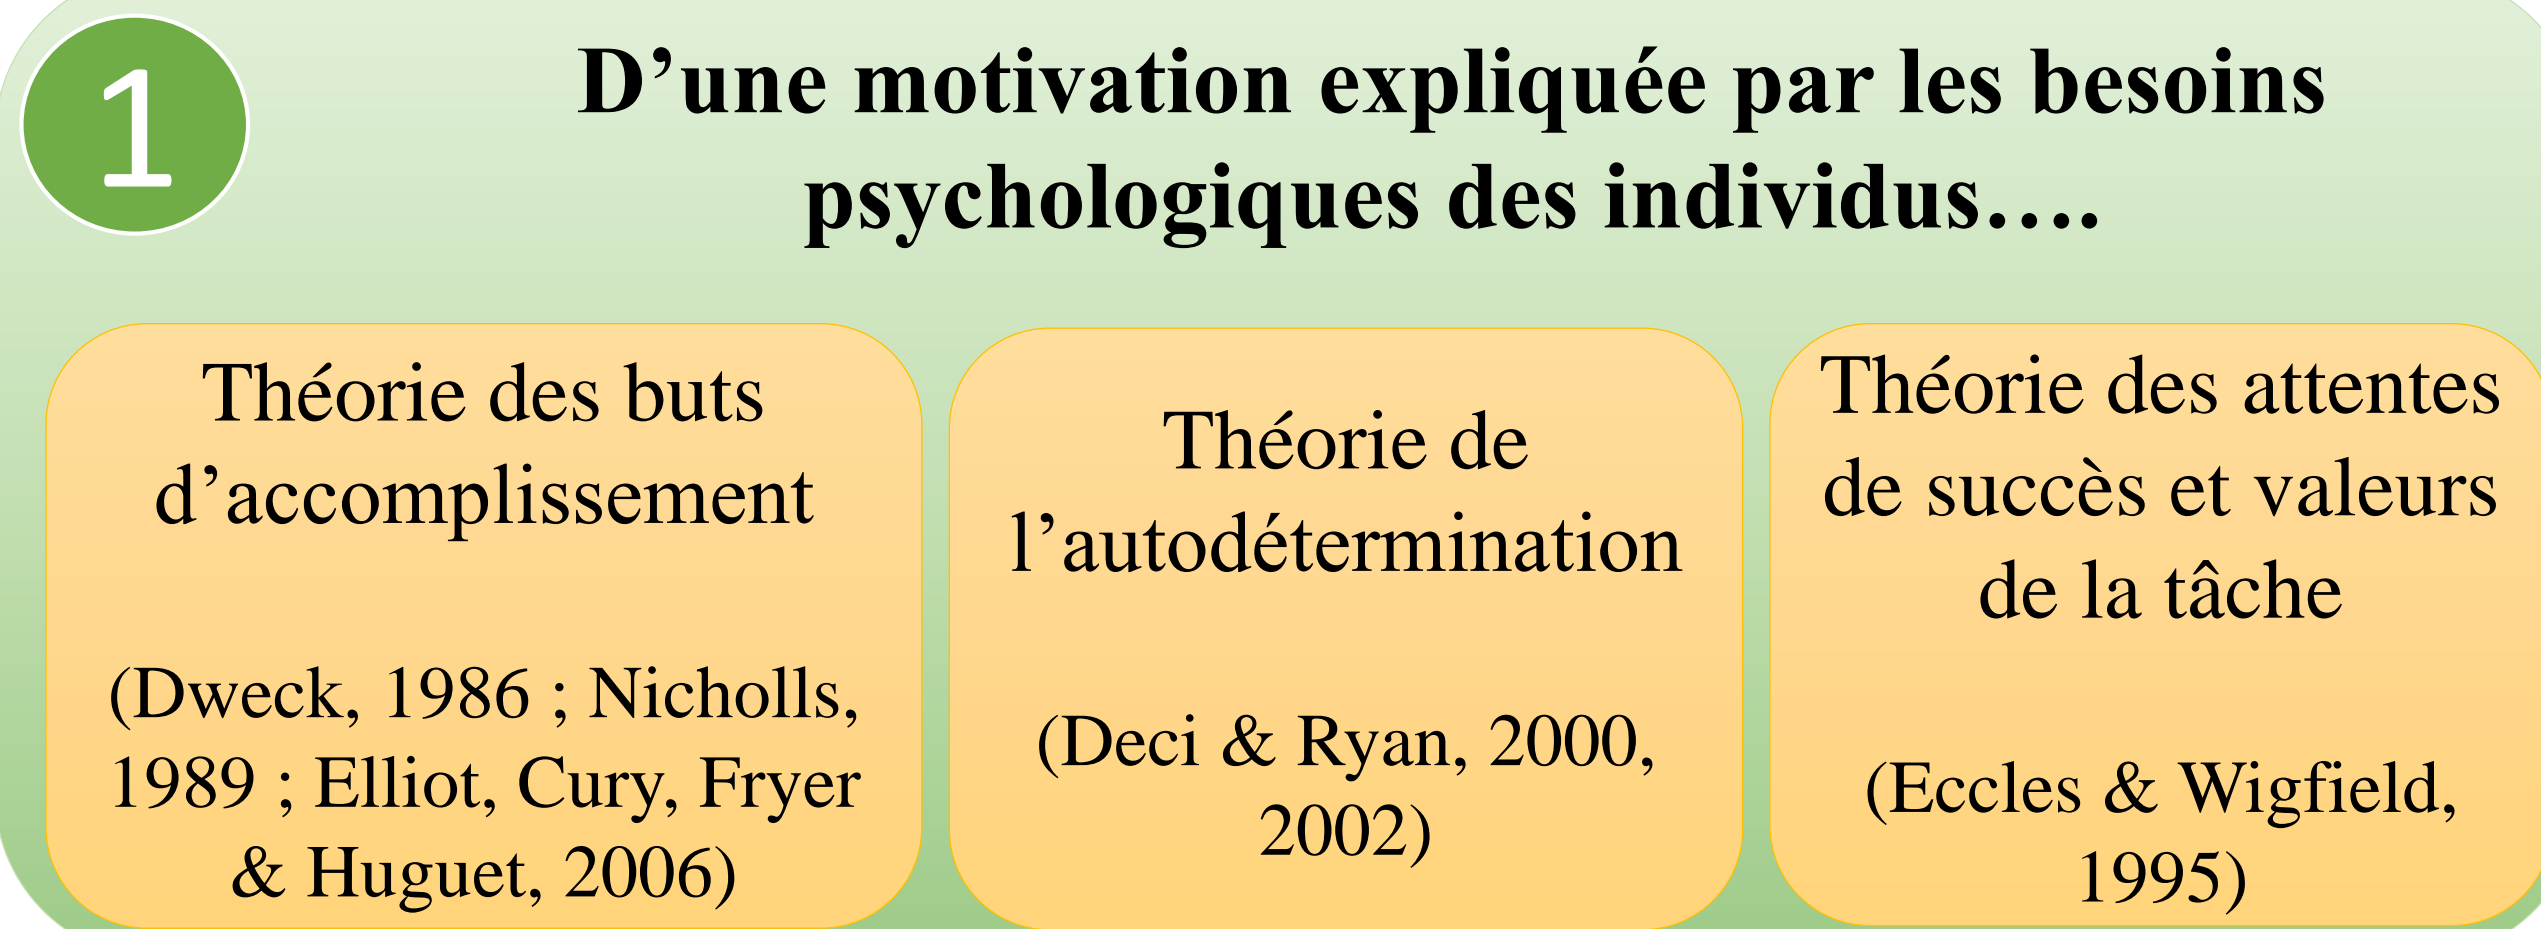 1
D’une motivation expliquée par les besoins
psychologiques des individus….
Théorie des buts
d’accomplissement
(Dweck, 1986 ; Nicholls,
1989 ; Elliot, Cury, Fryer
& Huguet, 2006)
Théorie de
l’autodétermination
(Deci & Ryan, 2000,
2002)
Théorie des attentes
de succès et valeurs
de la tâche
(Eccles & Wigfield,
1995)